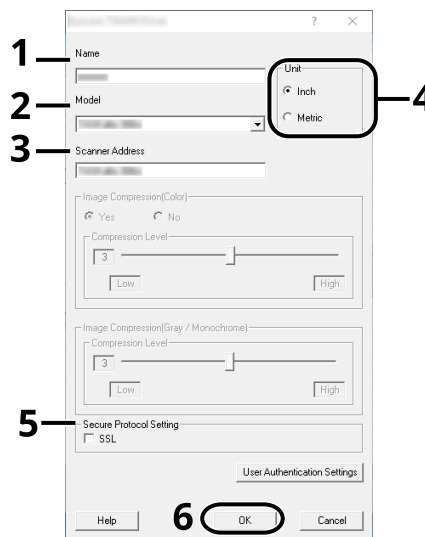 ? ×
1 Name
Unit
Inch
2 Model
Metric
4
3 Scanner Address
Image Compression(Color)
Yes No
Compression Level
3
Low High
Image Compression(Gray / Monochrome)
Compression Level
3
Low High
5 Secure Protocol Setting
SSL
User Authentication Settings
Help 6 OK Cancel